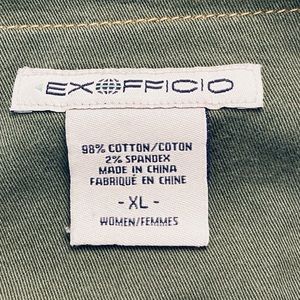 EXOFFICIO
98% COTTON/COTON
2% SPANDEX
MADE IN CHINA
FABRIQUÉ EN CHINE
- XL -
WOMEN/FEMMES